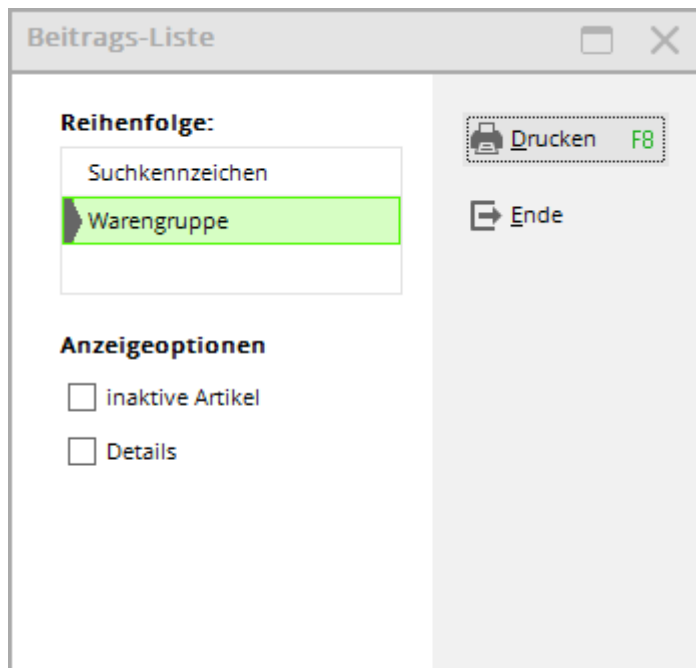 Beitrags-Liste
Reihenfolge:
Suchkennzeichen
Warengruppe
Anzeigeoptionen
inaktive Artikel
Details
Drucken F8
Ende